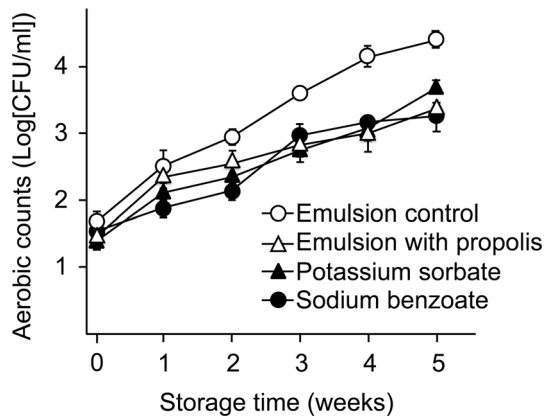 Aerobic counts (Log[CFU/ml])
4
3
2
1
Emulsion control
Emulsion with propolis
Potassium sorbate
Sodium benzoate
0 1 2 3 4 5
Storage time (weeks)